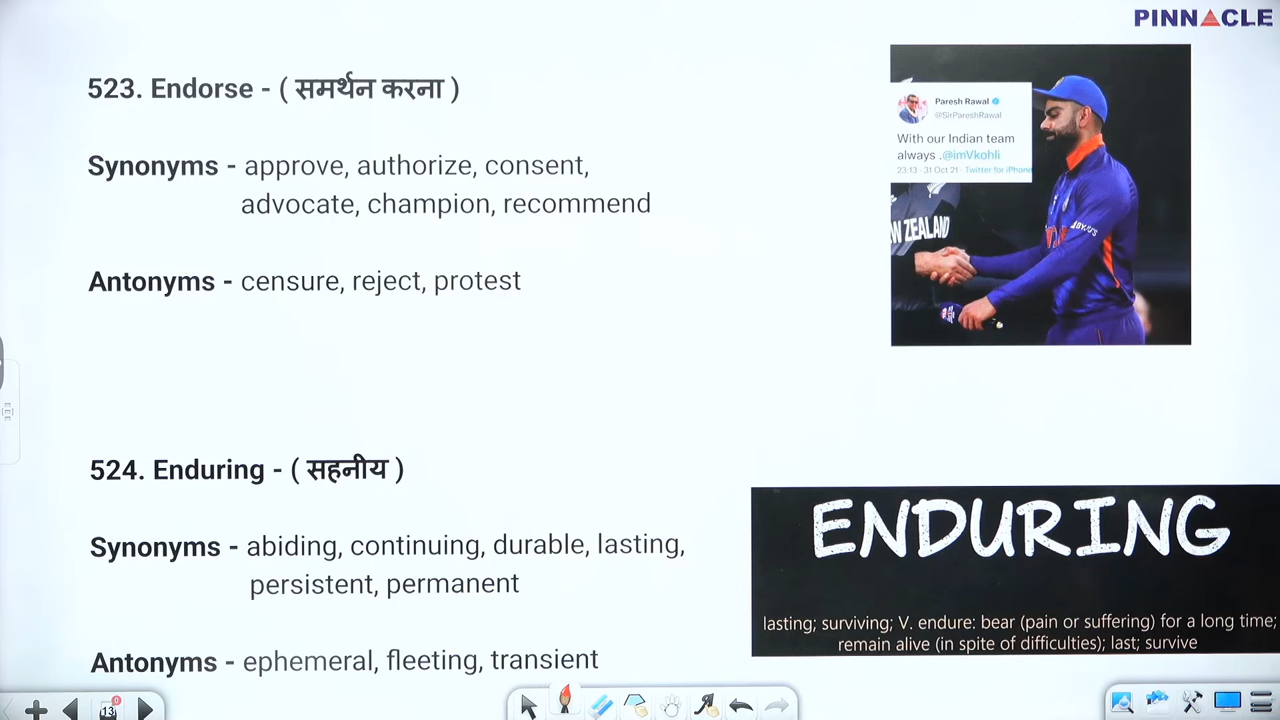 PINNACLE
523. Endorse - ( समर्थन करना )
Synonyms - approve, authorize, consent,
advocate, champion, recommend
Antonyms - censure, reject, protest
Paresh Rawal
@SirPareshRawal
With our Indian team
always .@imVkohli
23:13 · 31 Oct 21 · Twitter for iPhone
W ZEALAND
BYJU'S
524. Enduring - ( सहनीय )
Synonyms - abiding, continuing, durable, lasting,
persistent, permanent
Antonyms - ephemeral, fleeting, transient
ENDURING
lasting; surviving; V. endure: bear (pain or suffering) for a long time;
remain alive (in spite of difficulties); last; survive
13